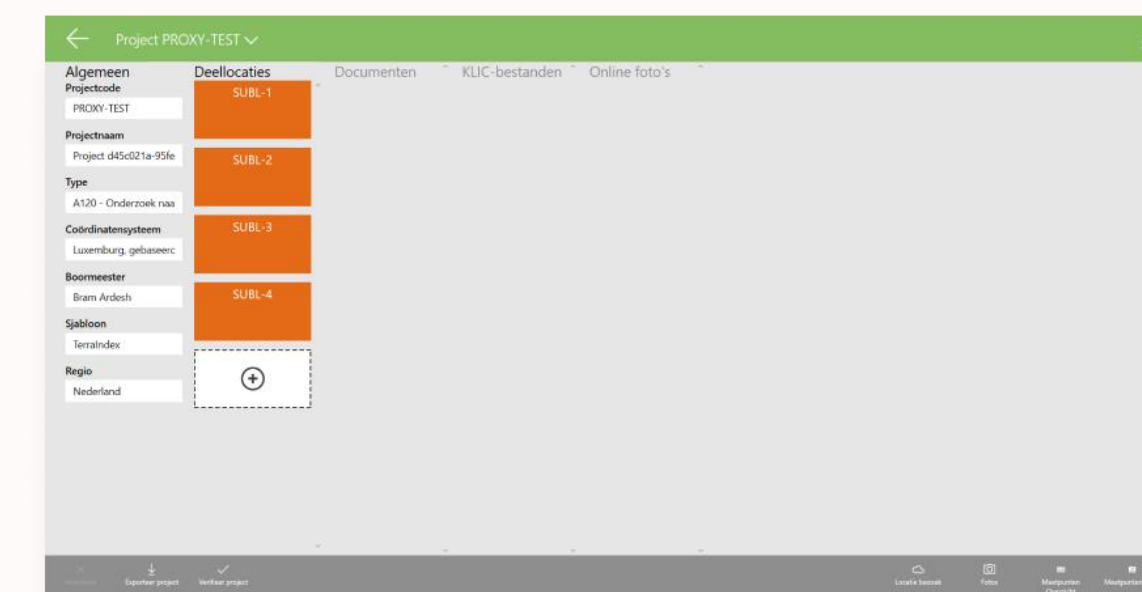 Project PROXY-TEST
Algemeen
Projectcode
PROXY-TEST
Projectnaam
Project d45c021a-95fe
Type
A120 - Onderzoek naa
Coördinatensysteem
Luxemburg, gebaseerc
Boormeester
Bram Ardesh
Sjabloon
TerraIndex
Regio
Nederland
Deellocaties
SUBL-1
SUBL-2
SUBL-3
SUBL-4
Documenten
KLIC-bestanden
Online foto's
Exporteer project
Verifieer project
Locatie bezoek
Fotos
Meetpunten
Overzicht
Meetpunten